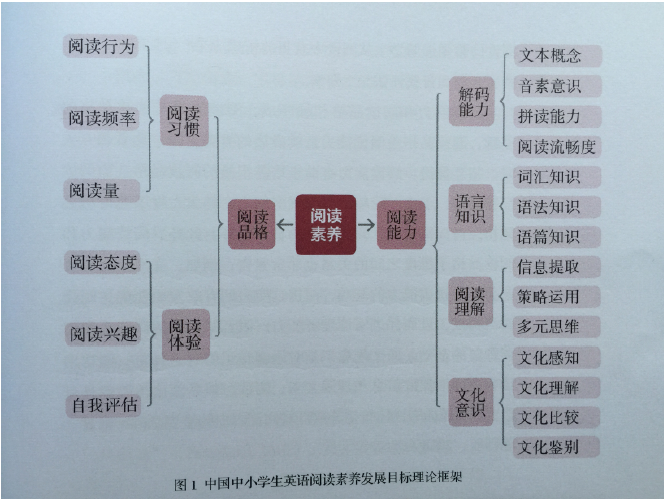 阅读行为
阅读频率
阅读量
阅读态度
阅读兴趣
自我评估
阅读
习惯
阅读
体验
阅读
品格
阅读
素养
阅读
能力
解码
能力
语言
知识
阅读
理解
文化
意识
文本概念
音素意识
拼读能力
阅读流畅度
词汇知识
语法知识
语篇知识
信息提取
策略运用
多元思维
文化感知
文化理解
文化比较
文化鉴别
图 1 中国中小学生英语阅读素养发展目标理论框架